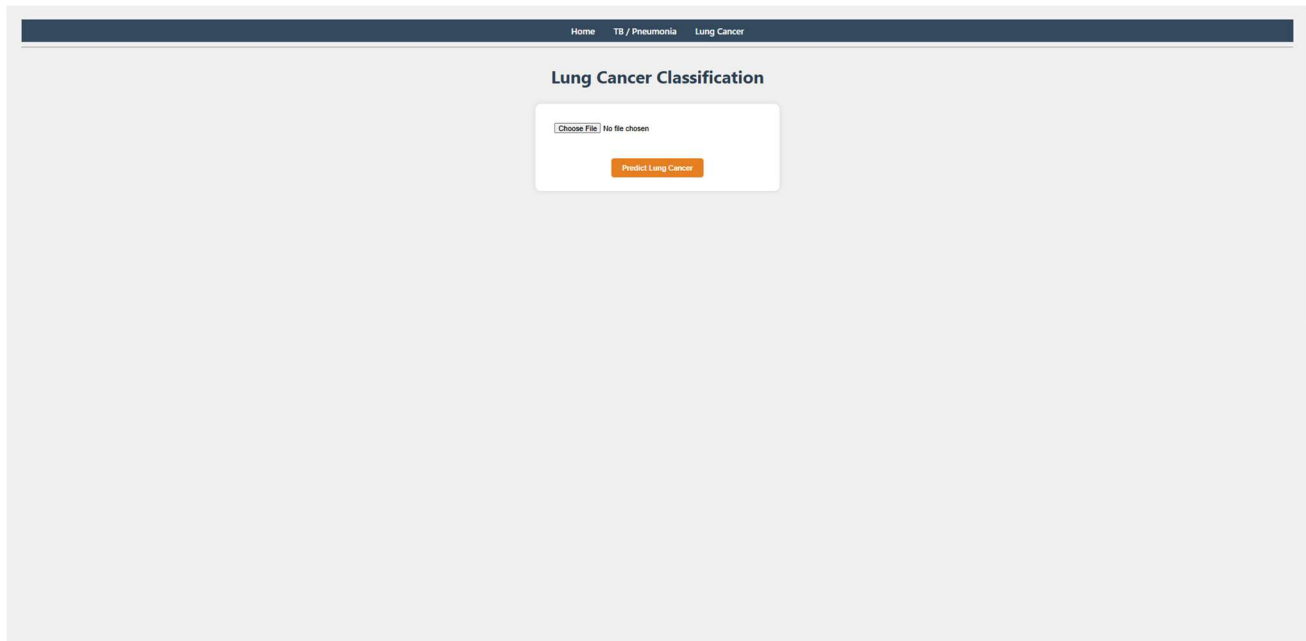 Home TB / Pneumonia Lung Cancer
Lung Cancer Classification
Choose File No file chosen
Predict Lung Cancer